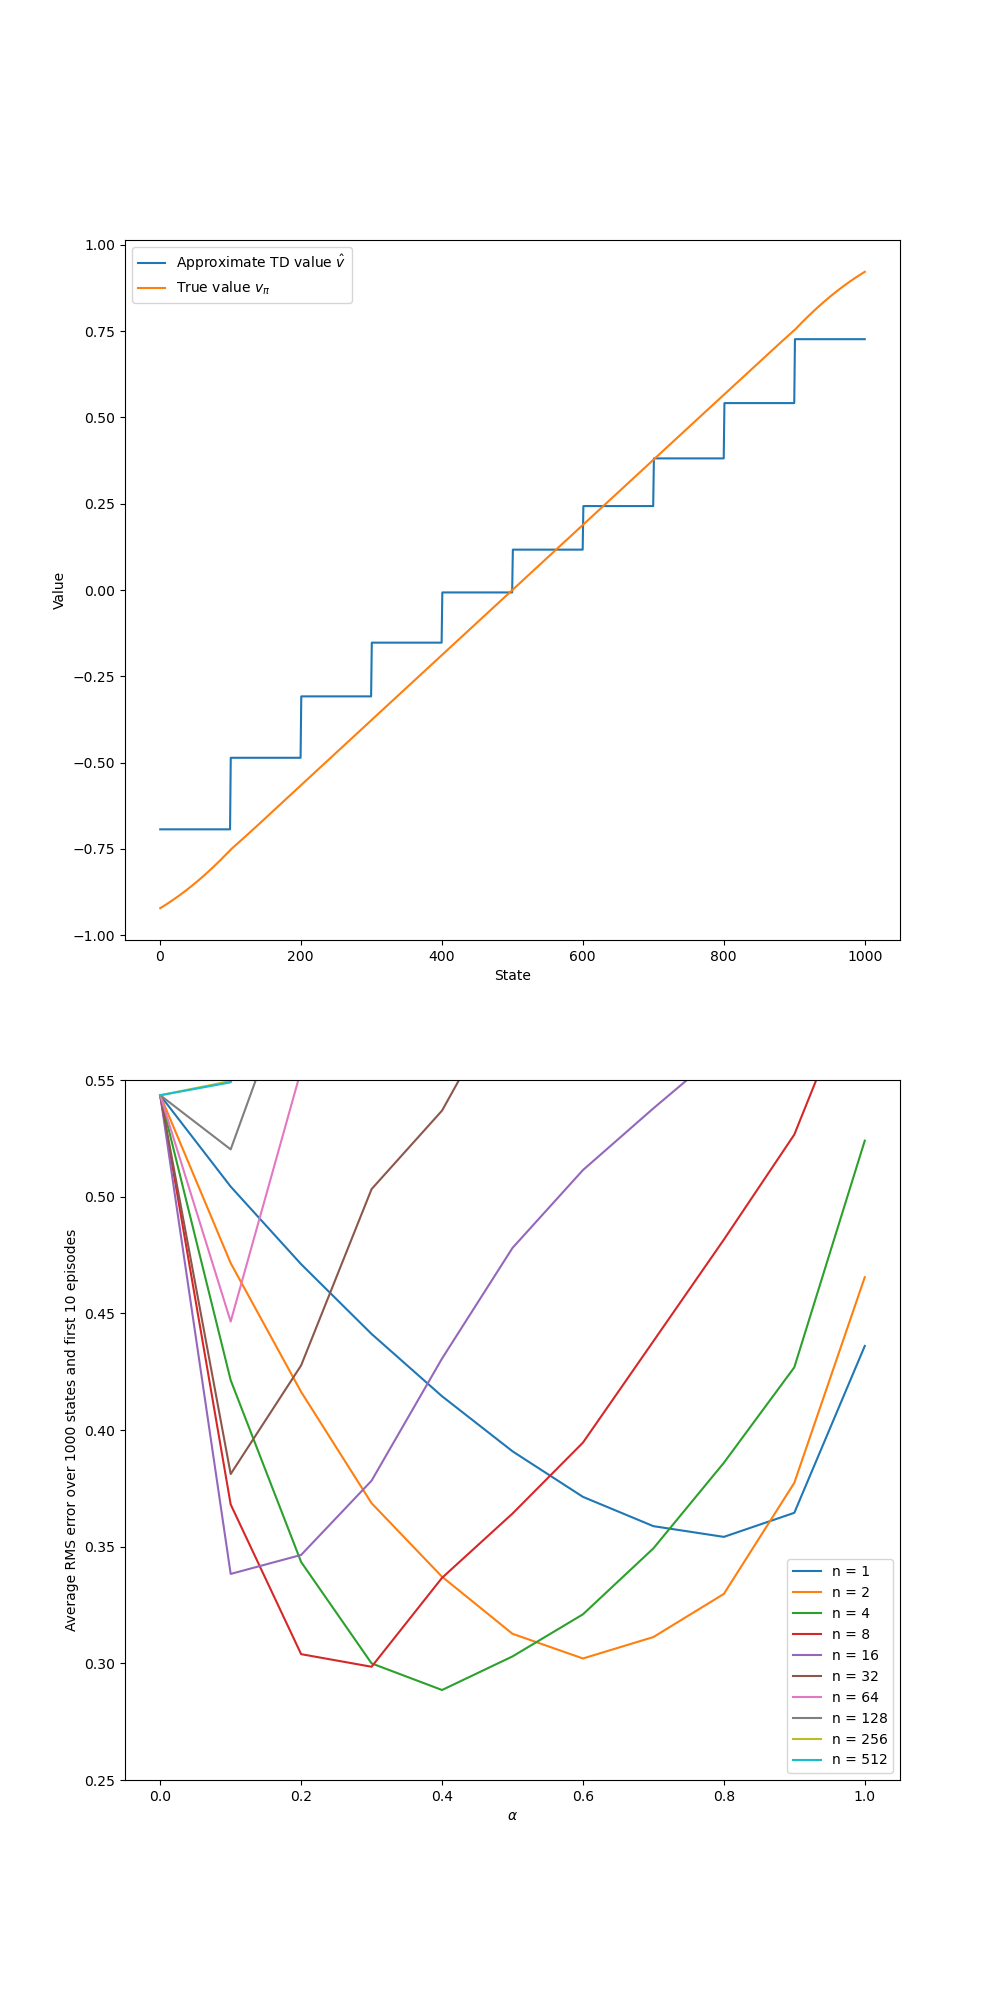 Approximate TD value v̂
True value vπ
1.00
0.75
0.50
0.25
0.00
−0.25
−0.50
−0.75
−1.00
Value
0 200 400 600 800 1000
State
0.55
0.50
0.45
0.40
0.35
0.30
0.25
Average RMS error over 1000 states and first 10 episodes
n = 1
n = 2
n = 4
n = 8
n = 16
n = 32
n = 64
n = 128
n = 256
n = 512
0.0 0.2 0.4 0.6 0.8 1.0
α